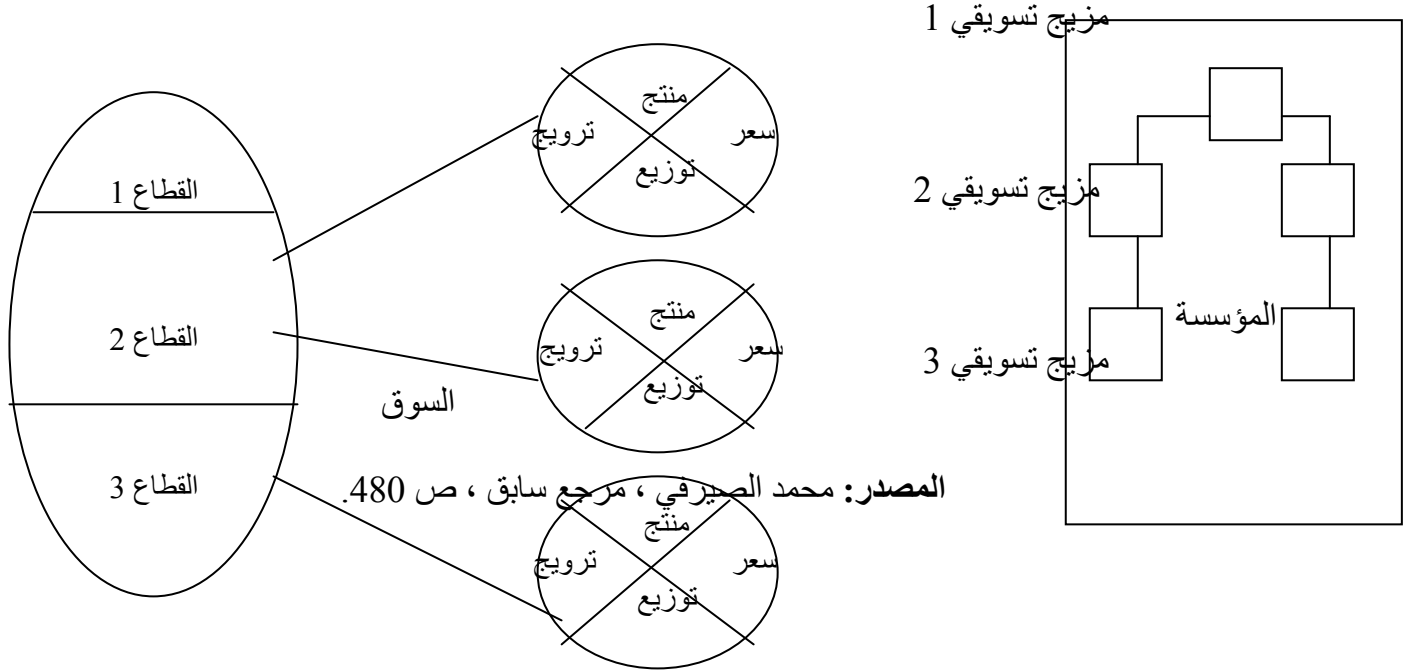 مزيج تسويقي 1
منتج
سعر
ترويج
توزيع
القطاع 1
مزيج تسويقي 2
منتج
سعر
ترويج
توزيع
القطاع 2
المؤسسة
مزيج تسويقي 3
السوق
القطاع 3
المصدر: محمد الصيرفي ، مرجع سابق ، ص 480.
منتج
سعر
ترويج
توزيع